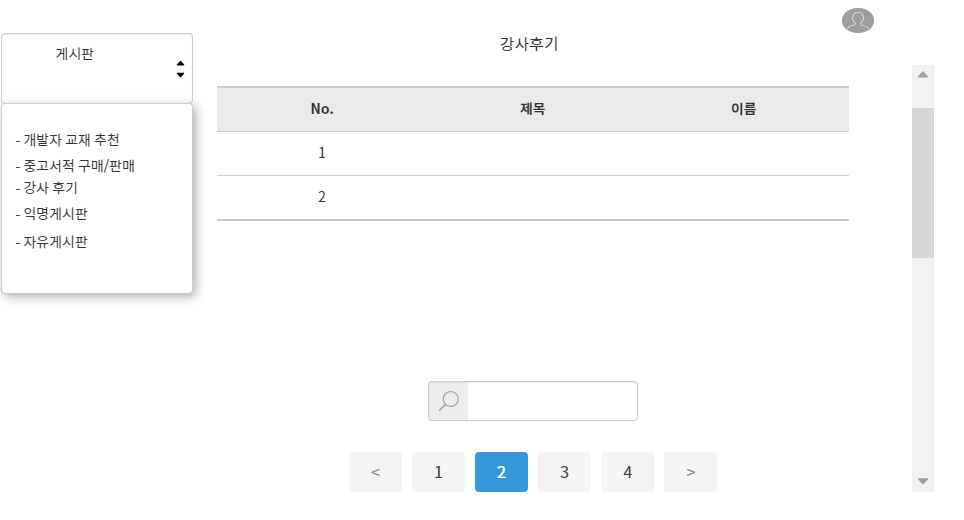 강사후기
게시판
- 개발자 교재 추천
- 중고서적 구매/판매
- 강사 후기
- 익명게시판
- 자유게시판
No. 제목 이름
1
2
< 1 2 3 4 >